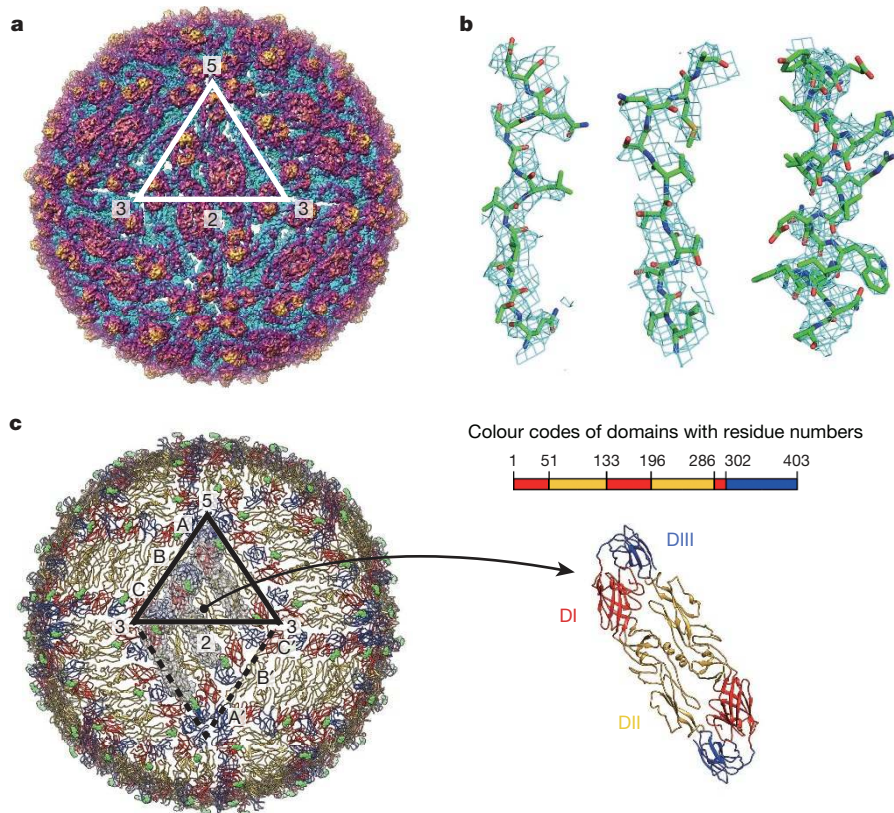 a
5
3
3
2
b
c
5
A
B
C
3
3
2
C′
B′
A′
Colour codes of domains with residue numbers
1 51 133 196 286 302 403
DIII
DI
DII